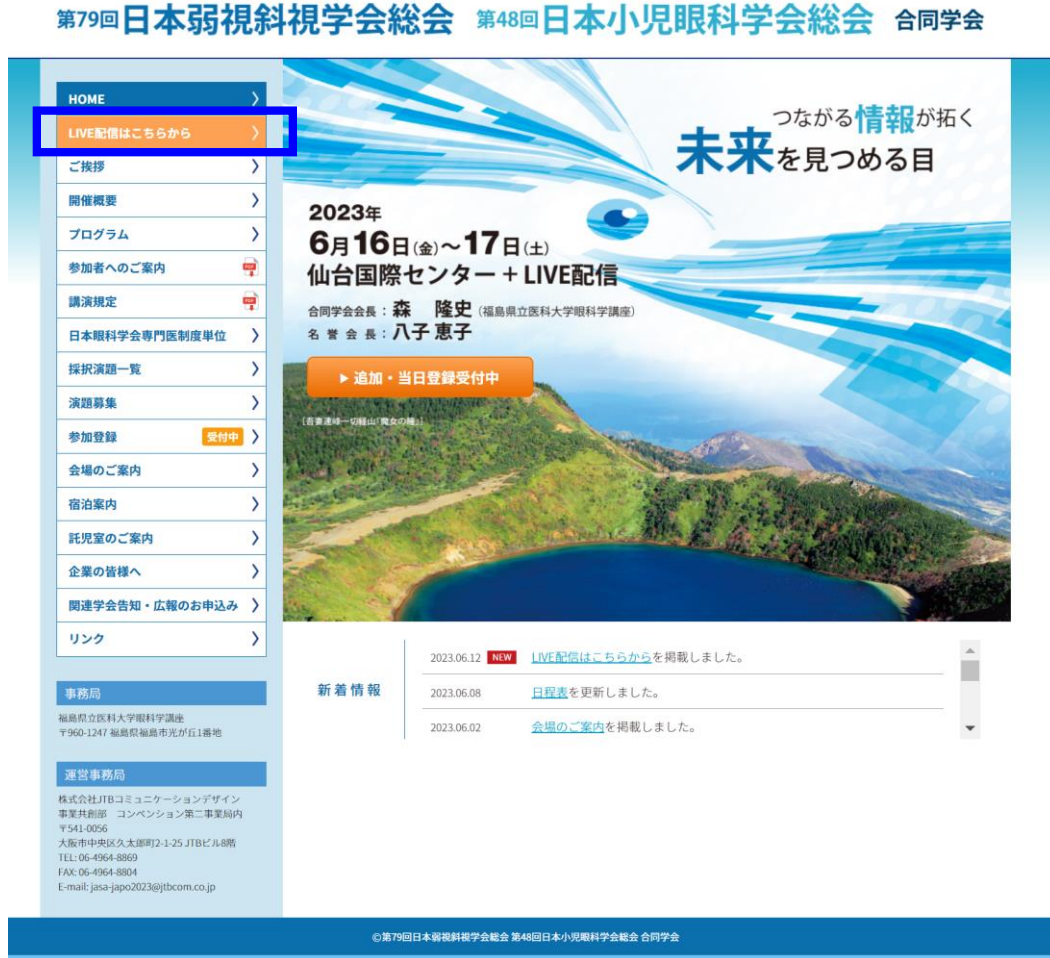 第79回日本弱視斜視学会総会 第48回日本小児眼科学会総会 合同学会
HOME
LIVE配信はこちらから
ご挨拶
開催概要
プログラム
参加者へのご案内 PDF
講演規定 PDF
日本眼科学会専門医制度単位
採択演題一覧
演題募集
参加登録 受付中
会場のご案内
宿泊案内
託児室のご案内
企業の皆様へ
関連学会告知・広報のお申込み
リンク
つながる情報が拓く
未来を見つめる目
2023年
6月16日(金)～17日(土)
仙台国際センター＋LIVE配信
合同学会会長：森 隆史（福島県立医科大学眼科学講座）
名誉会長：八子 恵子
▶追加・当日登録受付中
[吾妻連峰一切経山「魔女の瞳」]
新着情報
2023.06.12 NEW LIVE配信はこちらからを掲載しました。
2023.06.08 日程表を更新しました。
2023.06.02 会場のご案内を掲載しました。
事務局
福島県立医科大学眼科学講座
〒960-1247 福島県福島市光が丘1番地
運営事務局
株式会社JTBコミュニケーションデザイン
事業共創部 コンベンション第二事業局内
〒541-0056
大阪市中央区久太郎町2-1-25 JTBビル8階
TEL: 06-4964-8869
FAX: 06-4964-8804
E-mail: jasa-japo2023@jtbcom.co.jp
©第79回日本弱視斜視学会総会 第48回日本小児眼科学会総会 合同学会